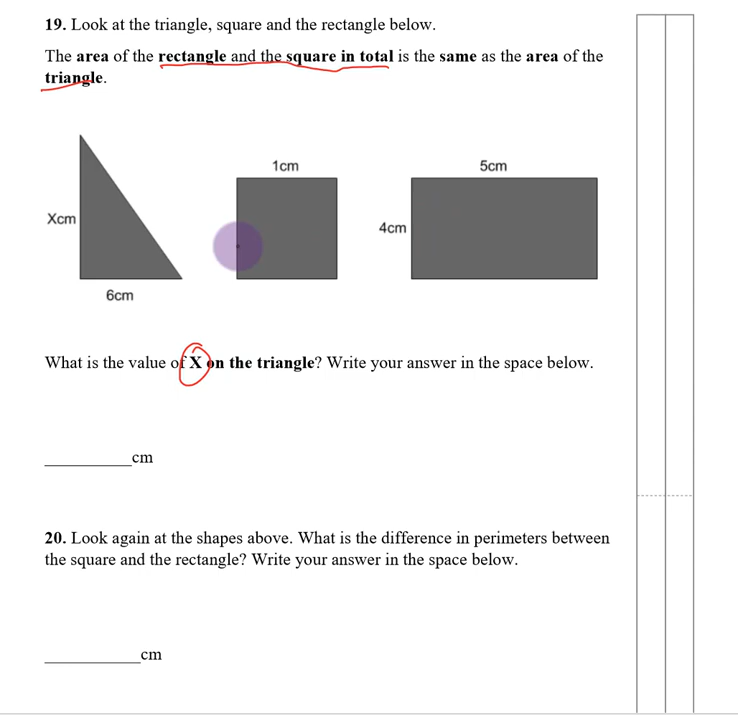 19. Look at the triangle, square and the rectangle below.
The area of the rectangle and the square in total is the same as the area of the
triangle.
1cm
5cm
Xcm
4cm
6cm
What is the value of X on the triangle? Write your answer in the space below.
cm
20. Look again at the shapes above. What is the difference in perimeters between
the square and the rectangle? Write your answer in the space below.
cm